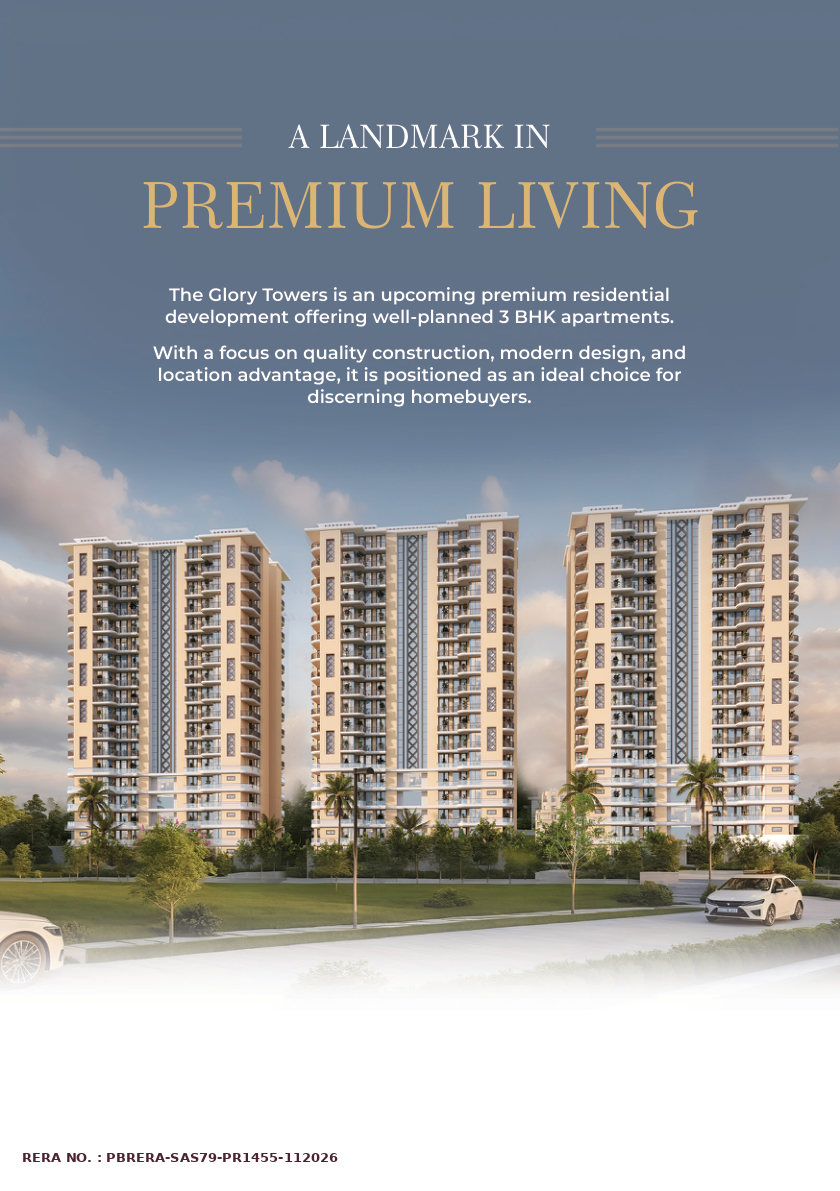 A LANDMARK IN
PREMIUM LIVING
The Glory Towers is an upcoming premium residential
development offering well-planned 3 BHK apartments.
With a focus on quality construction, modern design, and
location advantage, it is positioned as an ideal choice for
discerning homebuyers.
RERA NO. : PBRERA-SAS79-PR1455-112026